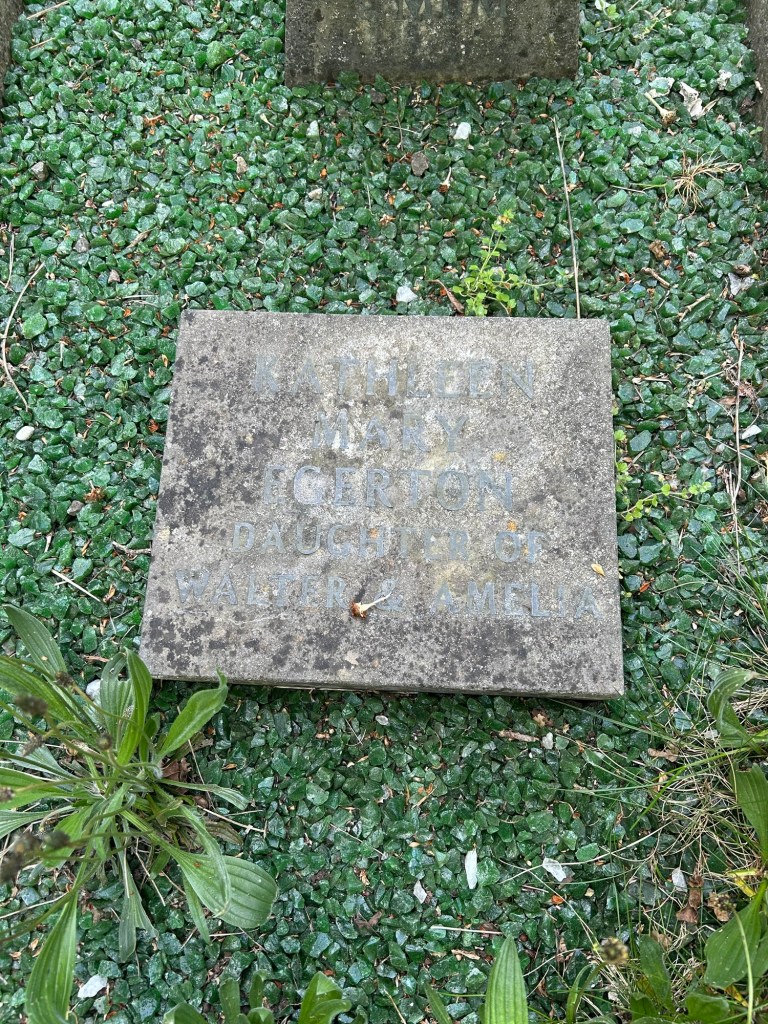 KATHLEEN
MARY
EGERTON
DAUGHTER OF
WALTER & AMELIA